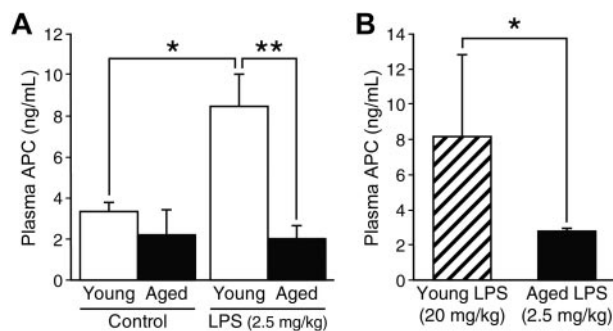 A
Plasma APC (ng/mL)
12
10
8
6
4
2
0
*
**
Young Aged Young Aged
Control LPS (2.5 mg/kg)
B
Plasma APC (ng/mL)
14
12
10
8
6
4
2
0
*
Young LPS Aged LPS
(20 mg/kg) (2.5 mg/kg)